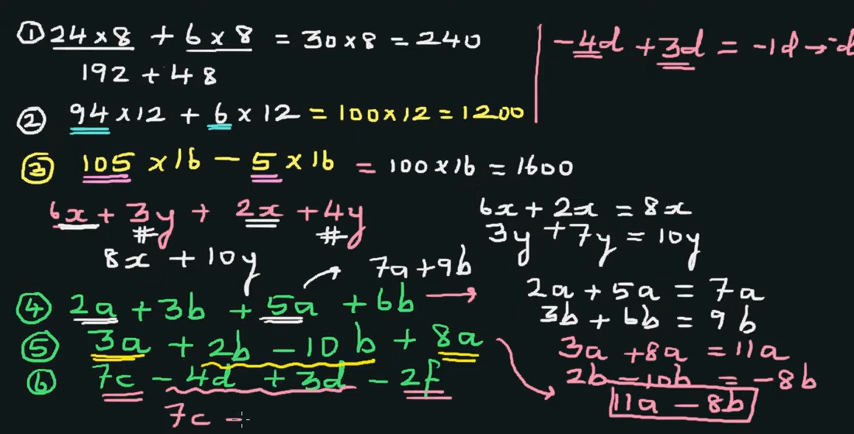 ① 24 × 8 + 6 × 8 = 30 × 8 = 240
192 + 48
-4d + 3d = -1d → -d
② 94 × 12 + 6 × 12 = 100 × 12 = 1200
③ 105 × 16 - 5 × 16 = 100 × 16 = 1600
6x + 3y + 2x + 4y
8x + 10y
6x + 2x = 8x
3y + 7y = 10y
7a + 9b
④ 2a + 3b + 5a + 6b
2a + 5a = 7a
3b + 6b = 9b
⑤ 3a + 2b - 10b + 8a
3a + 8a = 11a
2b - 10b = -8b
11a - 8b
⑥ 7c - 4d + 3d - 2f
7c -